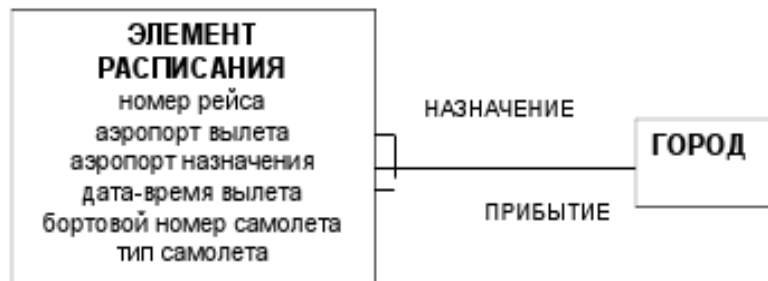 ЭЛЕМЕНТ
РАСПИСАНИЯ
номер рейса
аэропорт вылета
аэропорт назначения
дата-время вылета
бортовой номер самолета
тип самолета
НАЗНАЧЕНИЕ
ПРИБЫТИЕ
ГОРОД